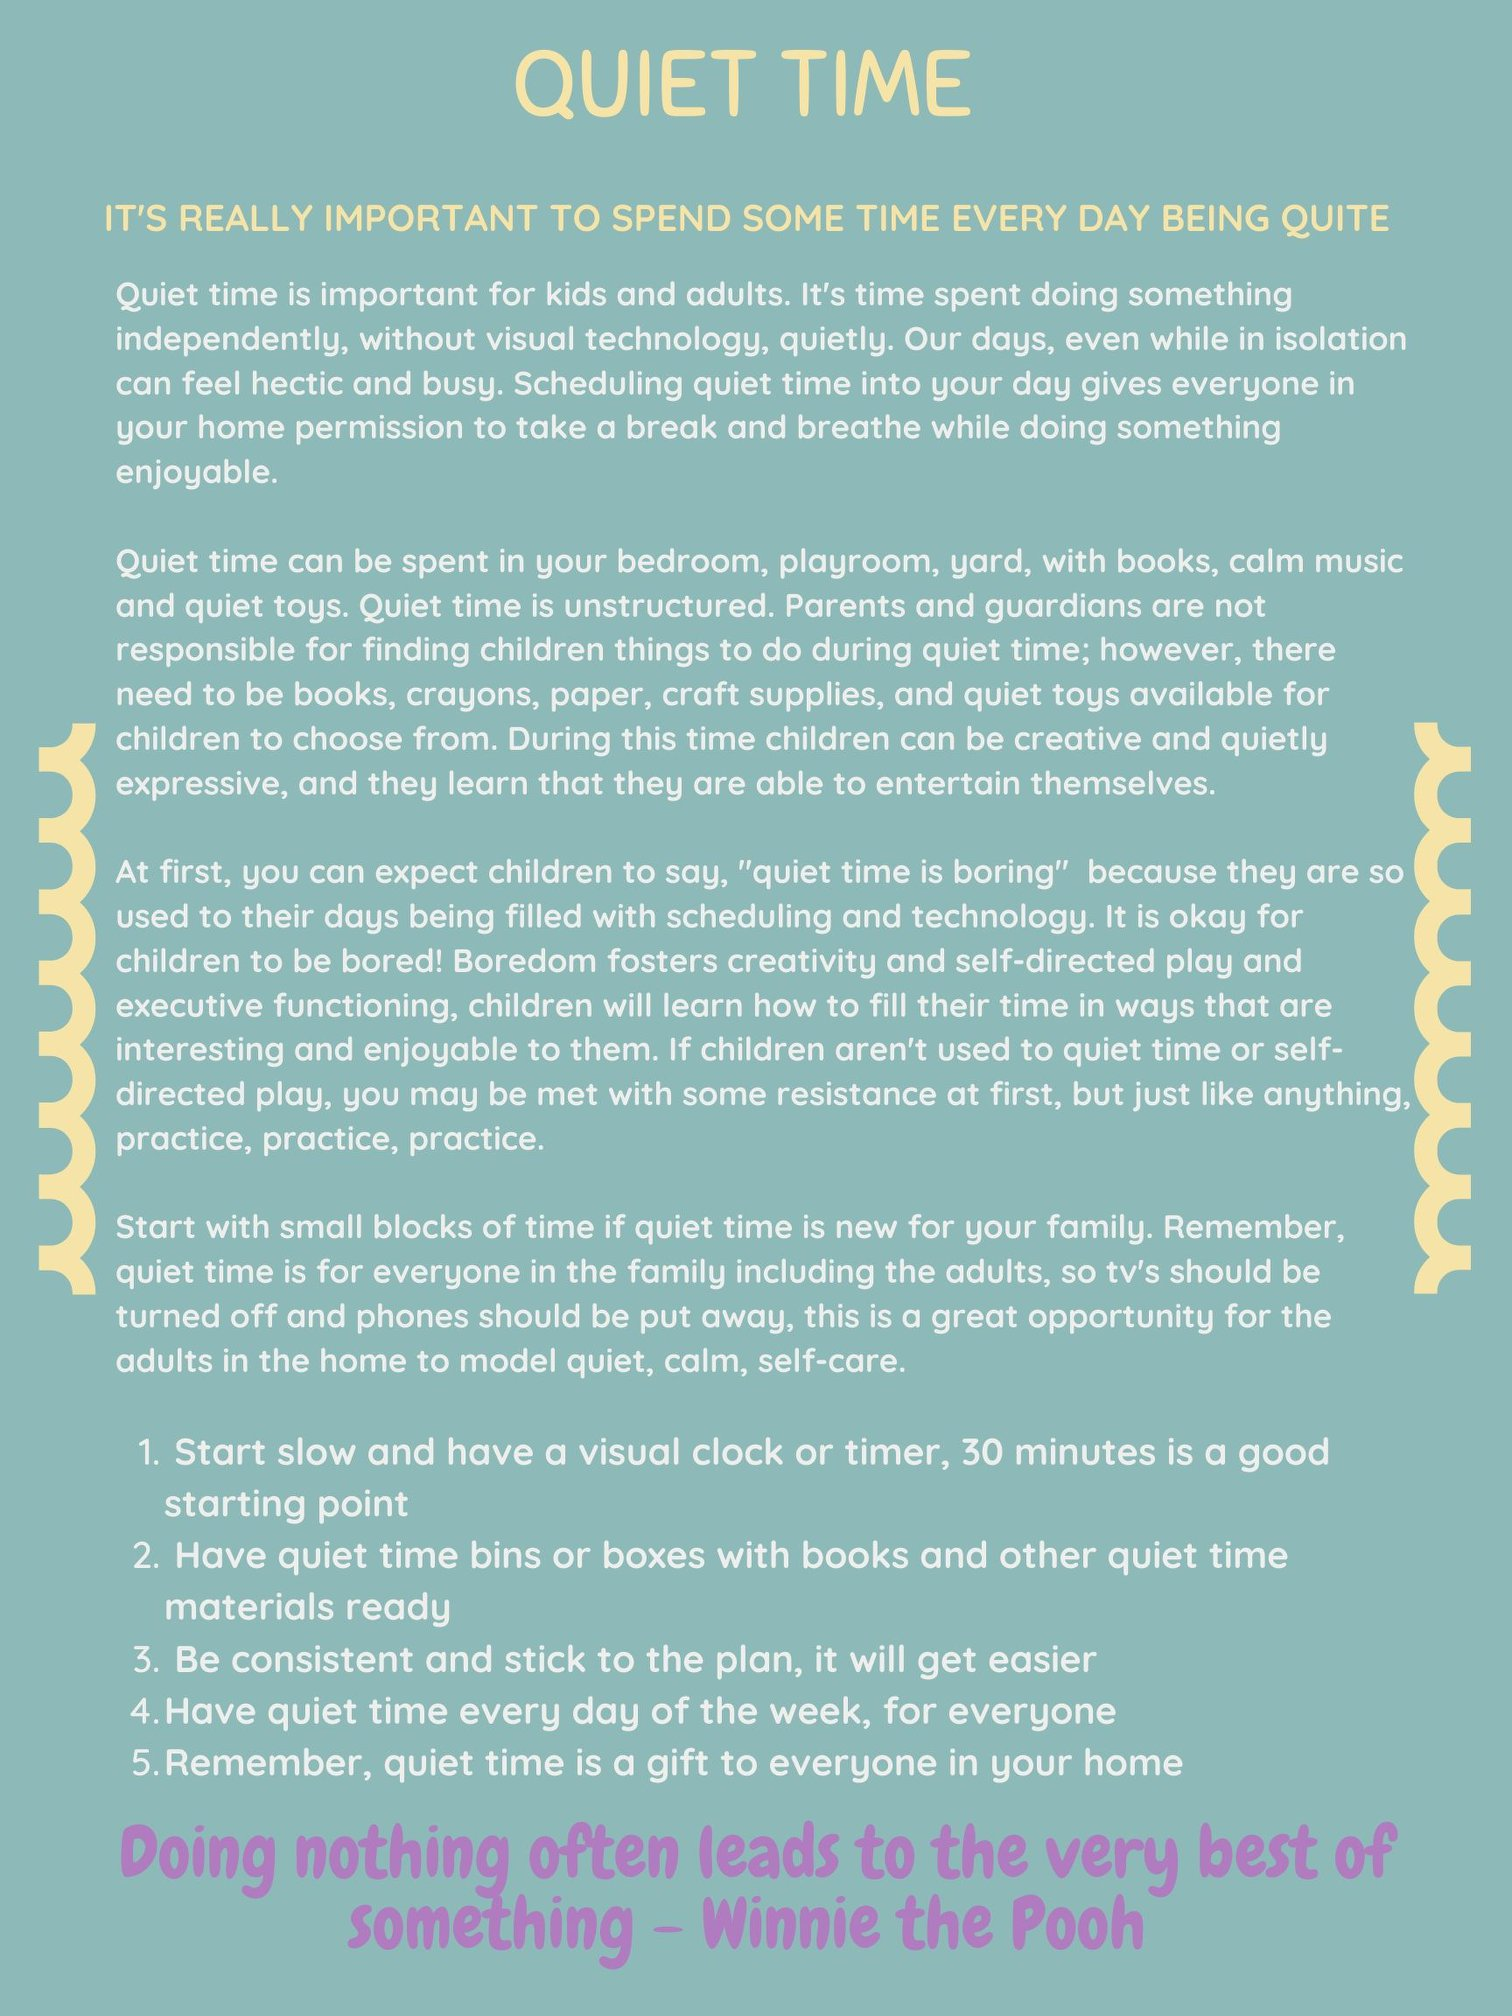 QUIET TIME
IT'S REALLY IMPORTANT TO SPEND SOME TIME EVERY DAY BEING QUITE
Quiet time is important for kids and adults. It's time spent doing something
independently, without visual technology, quietly. Our days, even while in isolation
can feel hectic and busy. Scheduling quiet time into your day gives everyone in
your home permission to take a break and breathe while doing something
enjoyable.
Quiet time can be spent in your bedroom, playroom, yard, with books, calm music
and quiet toys. Quiet time is unstructured. Parents and guardians are not
responsible for finding children things to do during quiet time; however, there
need to be books, crayons, paper, craft supplies, and quiet toys available for
children to choose from. During this time children can be creative and quietly
expressive, and they learn that they are able to entertain themselves.
At first, you can expect children to say, "quiet time is boring"  because they are so
used to their days being filled with scheduling and technology. It is okay for
children to be bored! Boredom fosters creativity and self-directed play and
executive functioning, children will learn how to fill their time in ways that are
interesting and enjoyable to them. If children aren't used to quiet time or self-
directed play, you may be met with some resistance at first, but just like anything,
practice, practice, practice.
Start with small blocks of time if quiet time is new for your family. Remember,
quiet time is for everyone in the family including the adults, so tv's should be
turned off and phones should be put away, this is a great opportunity for the
adults in the home to model quiet, calm, self-care.
1. Start slow and have a visual clock or timer, 30 minutes is a good
starting point
2. Have quiet time bins or boxes with books and other quiet time
materials ready
3. Be consistent and stick to the plan, it will get easier
4. Have quiet time every day of the week, for everyone
5. Remember, quiet time is a gift to everyone in your home
Doing nothing often leads to the very best of
something - Winnie the Pooh